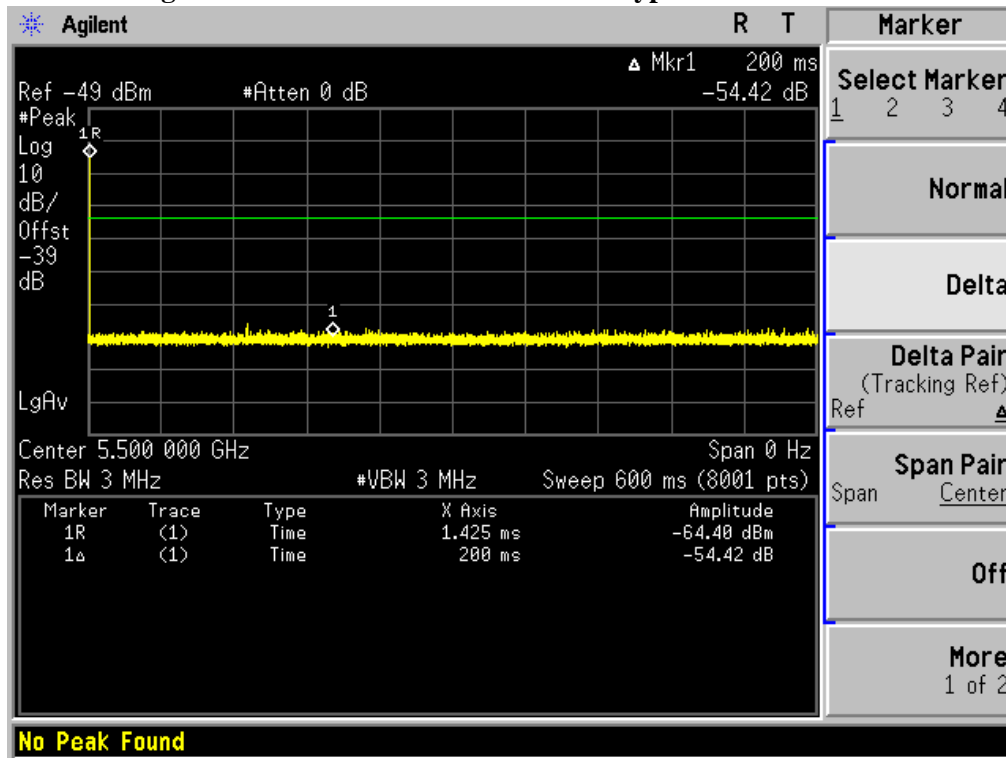 Agilent R T
Marker
Δ Mkr1 200 ms
Ref -49 dBm #Atten 0 dB -54.42 dB
#Peak
Log
10
dB/
Offst
-39
dB
1R
1
LgAv
Center 5.500 000 GHz Span 0 Hz
Res BW 3 MHz #VBW 3 MHz Sweep 600 ms (8001 pts)
Marker Trace Type X Axis Amplitude
1R (1) Time 1.425 ms -64.40 dBm
1Δ (1) Time 200 ms -54.42 dB
Select Marker
1 2 3 4
Normal
Delta
Delta Pair
(Tracking Ref)
Ref Δ
Span Pair
Span Center
Off
More
1 of 2
No Peak Found